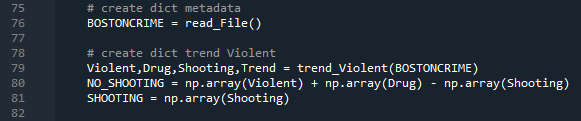 75 # create dict metadata
76 BOSTONCRIME = read_File()
77
78 # create dict trend Violent
79 Violent,Drug,Shooting,Trend = trend_Violent(BOSTONCRIME)
80 NO_SHOOTING = np.array(Violent) + np.array(Drug) - np.array(Shooting)
81 SHOOTING = np.array(Shooting)
82